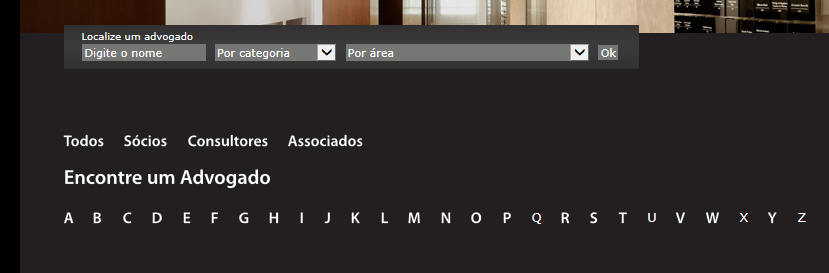 Localize um advogado
Digite o nome Por categoria Por área Ok
Todos Sócios Consultores Associados
Encontre um Advogado
A B C D E F G H I J K L M N O P Q R S T U V W X Y Z